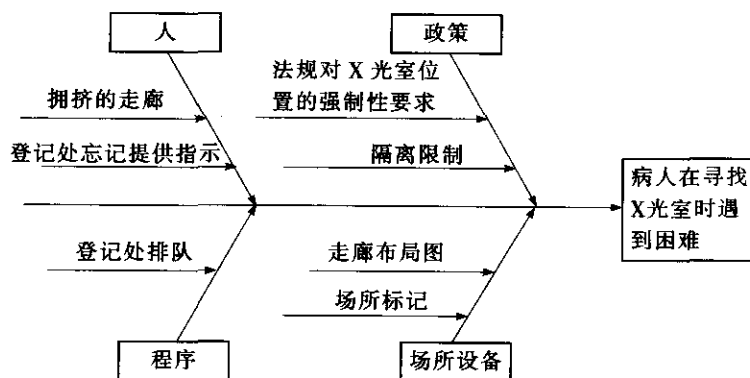 人
政策
法规对 X 光室位
置的强制性要求
拥挤的走廊
登记处忘记提供指示
隔离限制
病人在寻找
X光室时遇
到困难
登记处排队
走廊布局图
场所标记
程序
场所设备